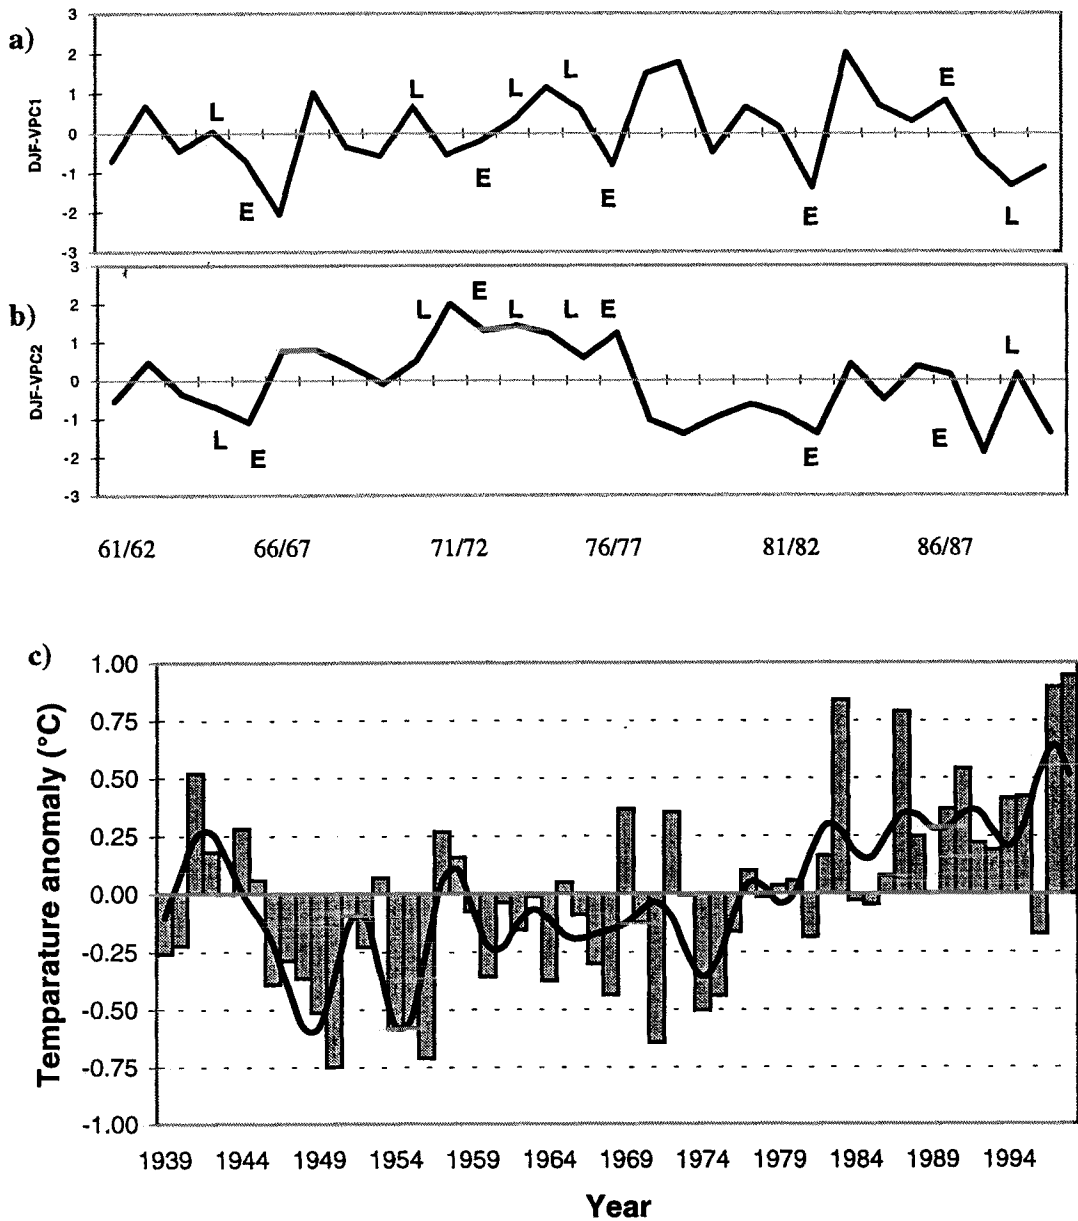 a)
DJF-VPC1
3
2
1
0
-1
-2
-3
L
L
L
L
E
E
E
E
E
L
b)
DJF-VPC2
3
2
1
0
-1
-2
-3
L
E
L
L
E
L
L
E
E
E
61/62 66/67 71/72 76/77 81/82 86/87
c)
Temparature anomaly (°C)
1.00
0.75
0.50
0.25
0.00
-0.25
-0.50
-0.75
-1.00
1939 1944 1949 1954 1959 1964 1969 1974 1979 1984 1989 1994
Year